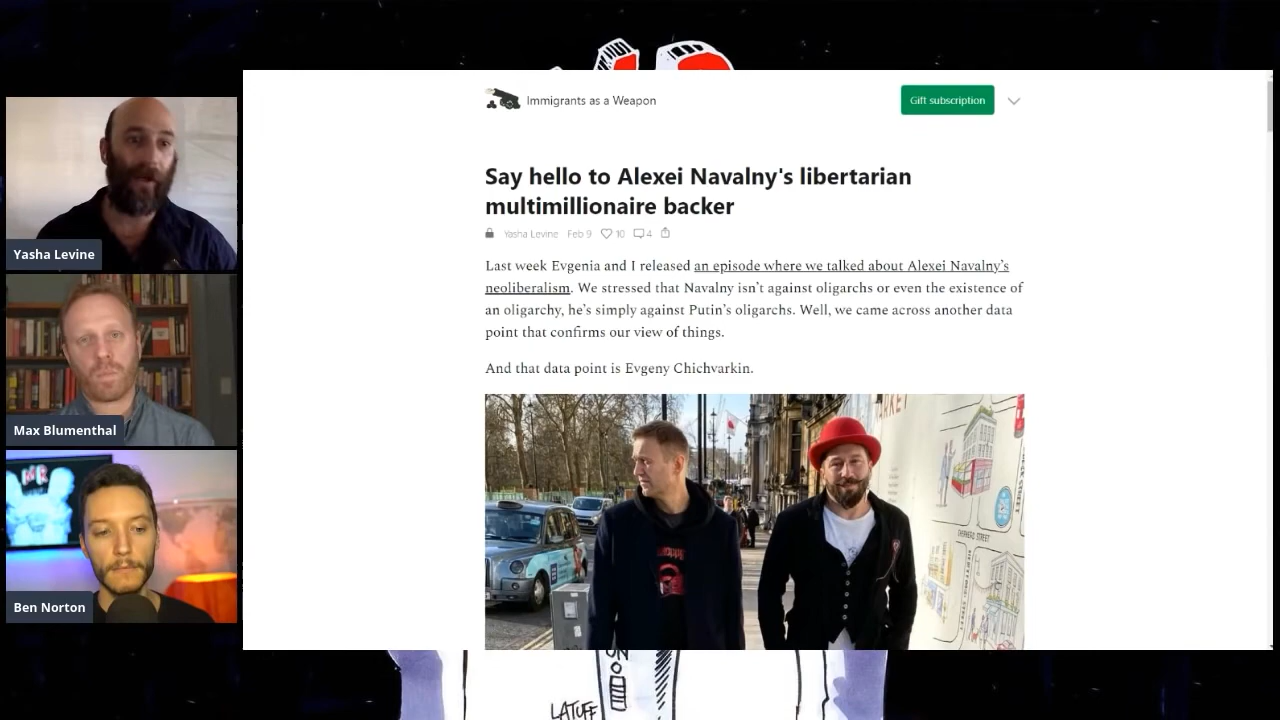 Immigrants as a Weapon
Gift subscription
Say hello to Alexei Navalny's libertarian
multimillionaire backer
Yasha Levine Feb 9 10 4
Last week Evgenia and I released an episode where we talked about Alexei Navalny’s
neoliberalism. We stressed that Navalny isn’t against oligarchs or even the existence of
an oligarchy, he’s simply against Putin’s oligarchs. Well, we came across another data
point that confirms our view of things.
And that data point is Evgeny Chichvarkin.
Yasha Levine
Max Blumenthal
Ben Norton
MARKET
SHEPHERD STREET
ON
LATUFF